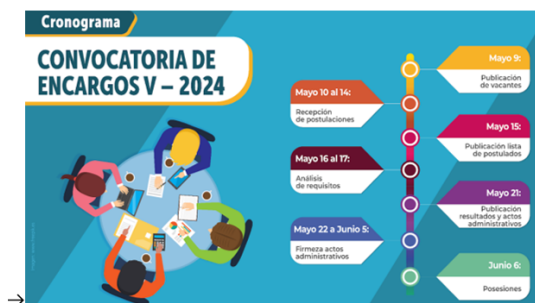 Cronograma
CONVOCATORIA DE
ENCARGOS V – 2024
Mayo 9:
Publicación
de vacantes
Mayo 10 al 14:
Recepción
de postulaciones
Mayo 15:
Publicación lista
de postulados
Mayo 16 al 17:
Análisis
de requisitos
Mayo 21:
Publicación
resultados y actos
administrativos
Mayo 22 a Junio 5:
Firmeza actos
administrativos
Junio 6:
Posesiones